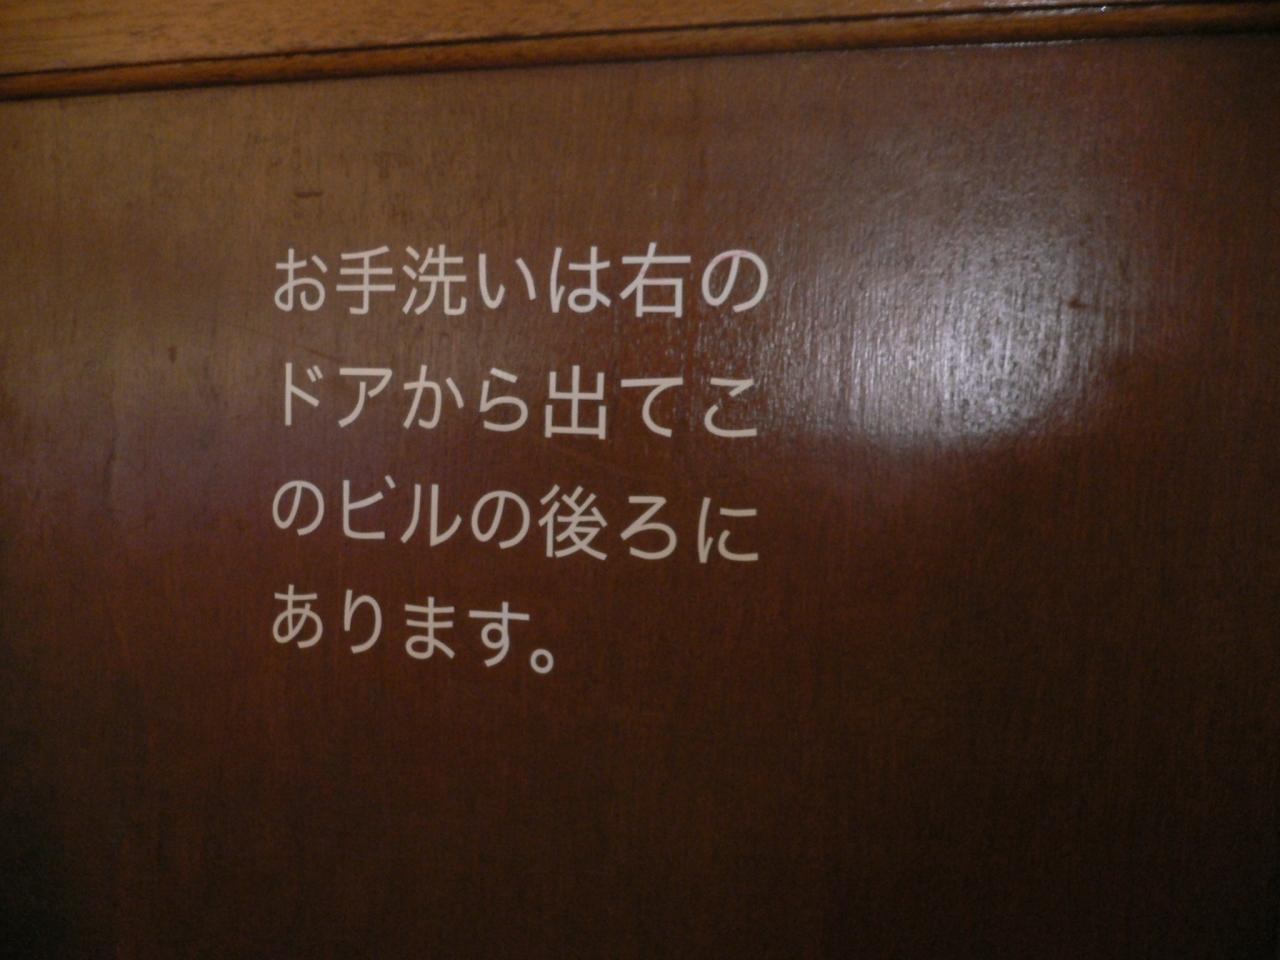 お手洗いは右の
ドアから出てこ
のビルの後ろに
あります。